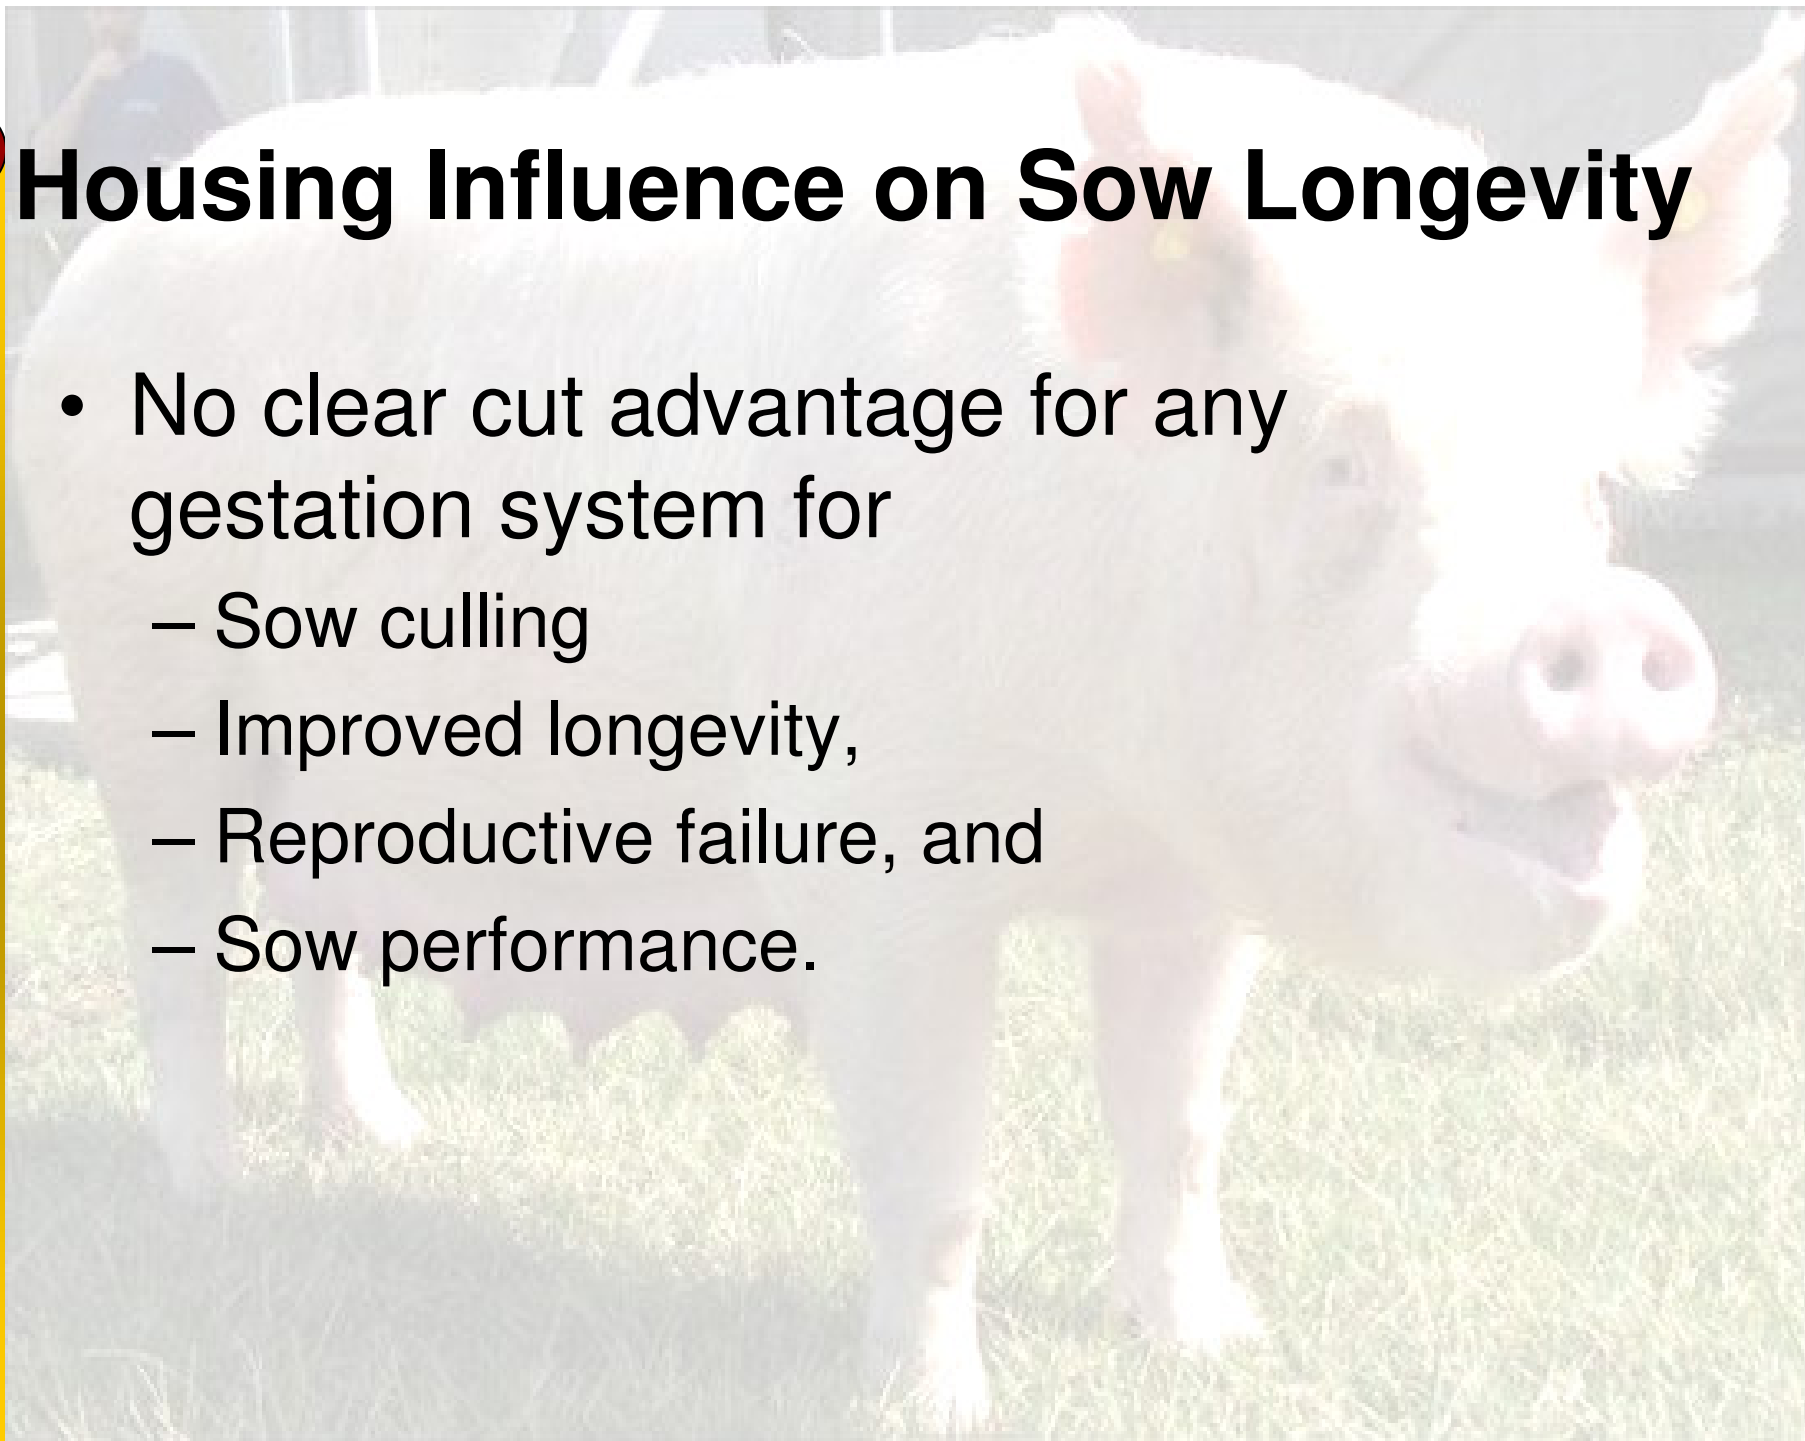 Housing Influence on Sow Longevity
• No clear cut advantage for any
gestation system for
– Sow culling
– Improved longevity,
– Reproductive failure, and
– Sow performance.